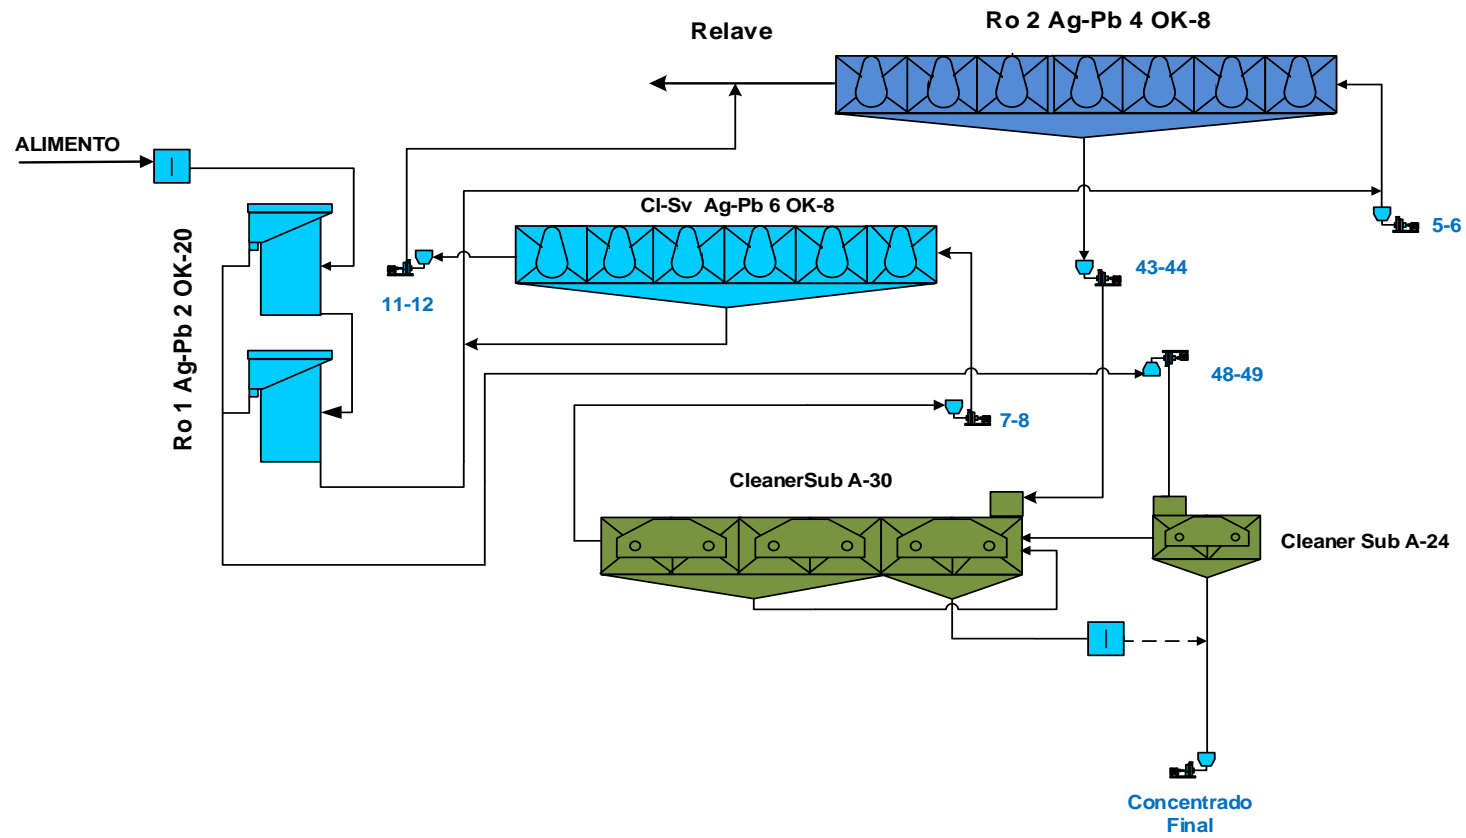 Ro 2 Ag-Pb 4 OK-8
Relave
ALIMENTO
Cl-Sv Ag-Pb 6 OK-8
5-6
Ro 1 Ag-Pb 2 OK-20
43-44
11-12
48-49
7-8
CleanerSub A-30
Cleaner Sub A-24
Concentrado
Final